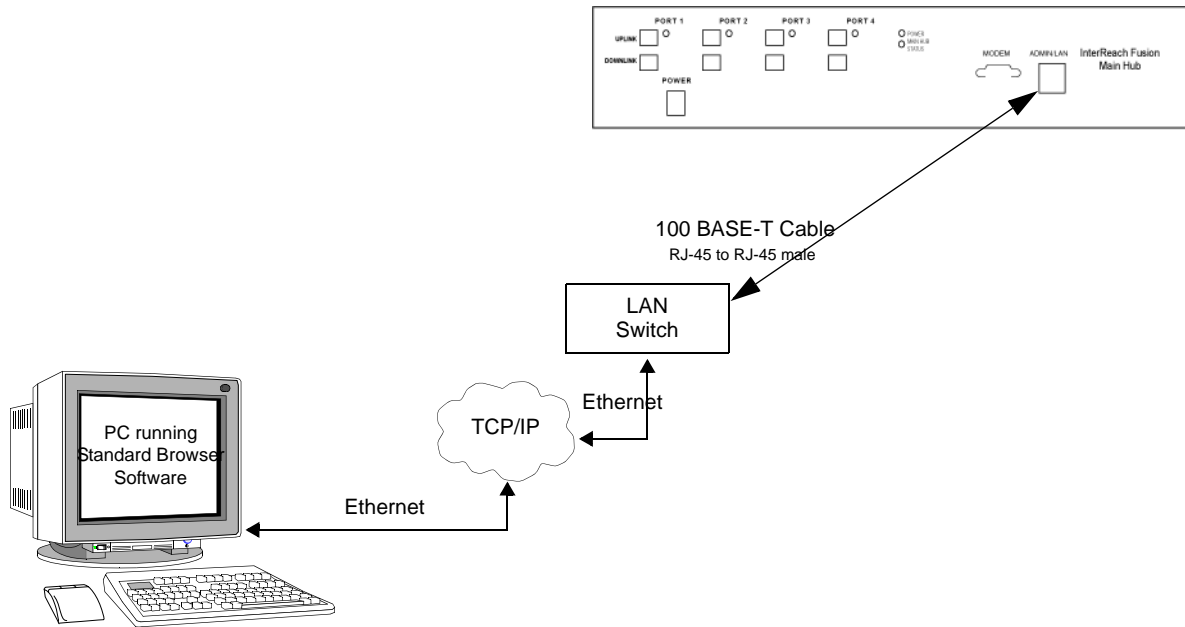 PORT 1 PORT 2 PORT 3 PORT 4
UPLINK
DOWNLINK
POWER
POWER
MAIN HUB
STATUS
MODEM
ADMIN/LAN
InterReach Fusion
Main Hub
100 BASE-T Cable
RJ-45 to RJ-45 male
LAN
Switch
Ethernet
TCP/IP
PC running
Standard Browser
Software
Ethernet